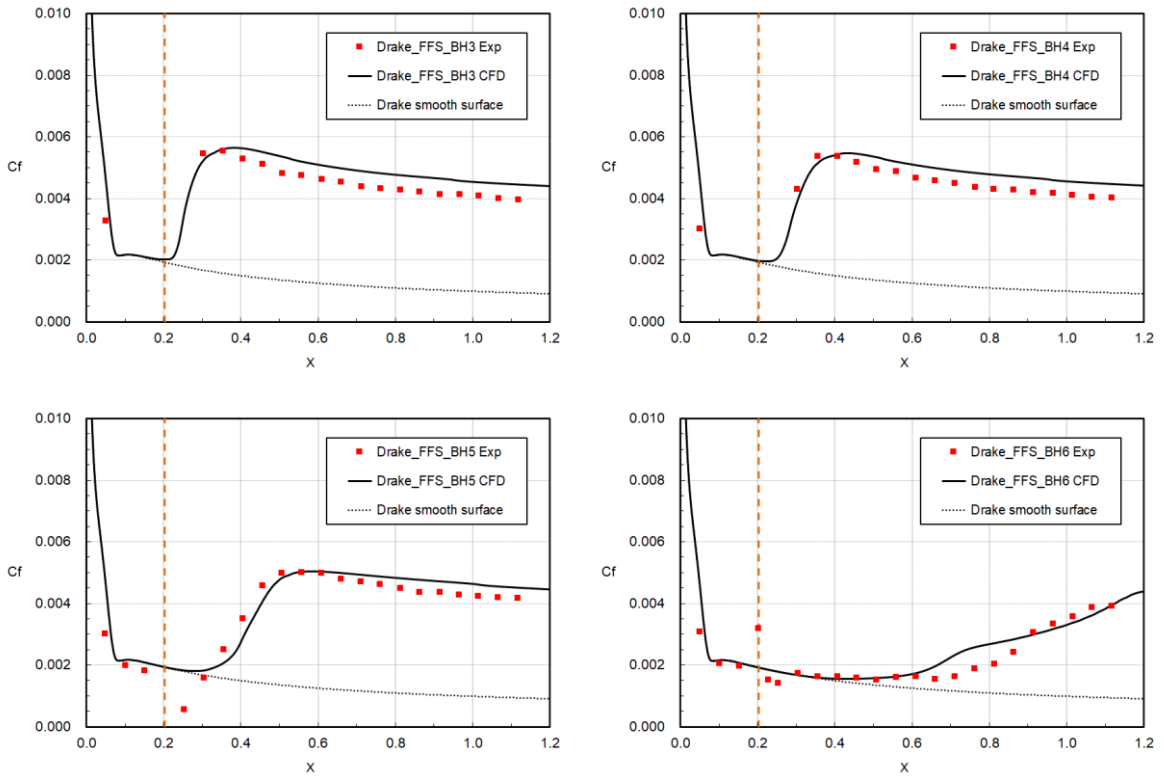 0.010
0.008
0.006
Cf
0.004
0.002
0.000
0.0 0.2 0.4 0.6 0.8 1.0 1.2
X
Drake_FFS_BH3 Exp
Drake_FFS_BH3 CFD
Drake smooth surface
0.010
0.008
0.006
Cf
0.004
0.002
0.000
0.0 0.2 0.4 0.6 0.8 1.0 1.2
X
Drake_FFS_BH4 Exp
Drake_FFS_BH4 CFD
Drake smooth surface
0.010
0.008
0.006
Cf
0.004
0.002
0.000
0.0 0.2 0.4 0.6 0.8 1.0 1.2
X
Drake_FFS_BH5 Exp
Drake_FFS_BH5 CFD
Drake smooth surface
0.010
0.008
0.006
Cf
0.004
0.002
0.000
0.0 0.2 0.4 0.6 0.8 1.0 1.2
X
Drake_FFS_BH6 Exp
Drake_FFS_BH6 CFD
Drake smooth surface